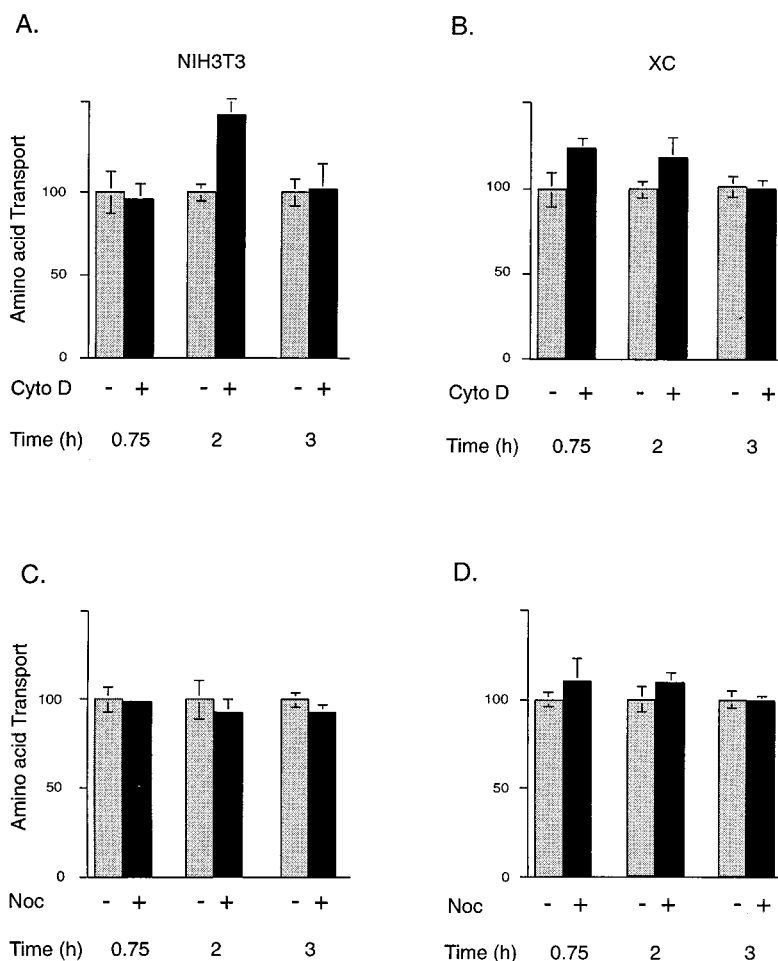 A.
NIH3T3
Amino acid Transport
100
50
0
Cyto D - + - + - +
Time (h) 0.75 2 3
B.
XC
100
50
0
Cyto D - + - + - +
Time (h) 0.75 2 3
C.
Amino acid Transport
100
50
0
Noc - + - + - +
Time (h) 0.75 2 3
D.
100
50
0
Noc - + - + - +
Time (h) 0.75 2 3